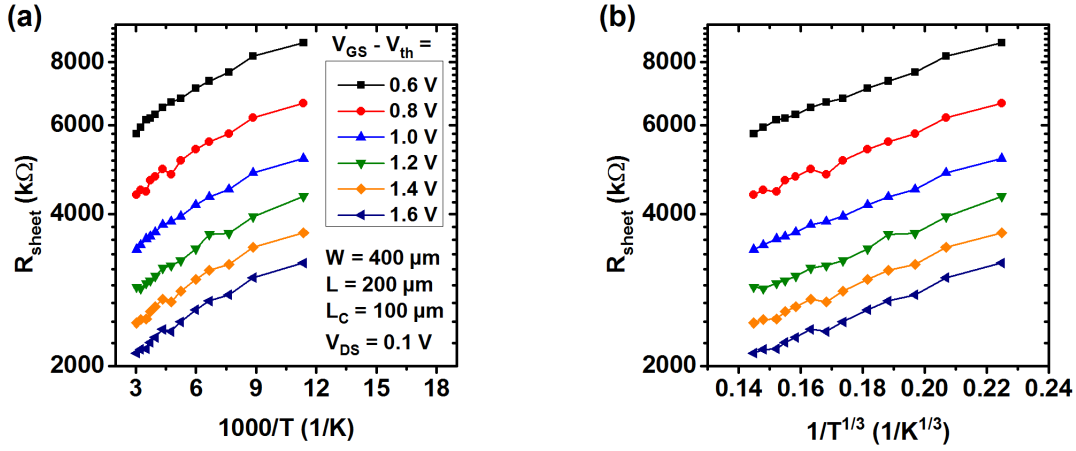 (a)
R_sheet (kΩ)
8000
6000
4000
2000
V_GS - V_th =
0.6 V
0.8 V
1.0 V
1.2 V
1.4 V
1.6 V
W = 400 µm
L = 200 µm
L_C = 100 µm
V_DS = 0.1 V
3 6 9 12 15 18
1000/T (1/K)
(b)
R_sheet (kΩ)
8000
6000
4000
2000
0.14 0.16 0.18 0.20 0.22 0.24
1/T^1/3 (1/K^1/3)